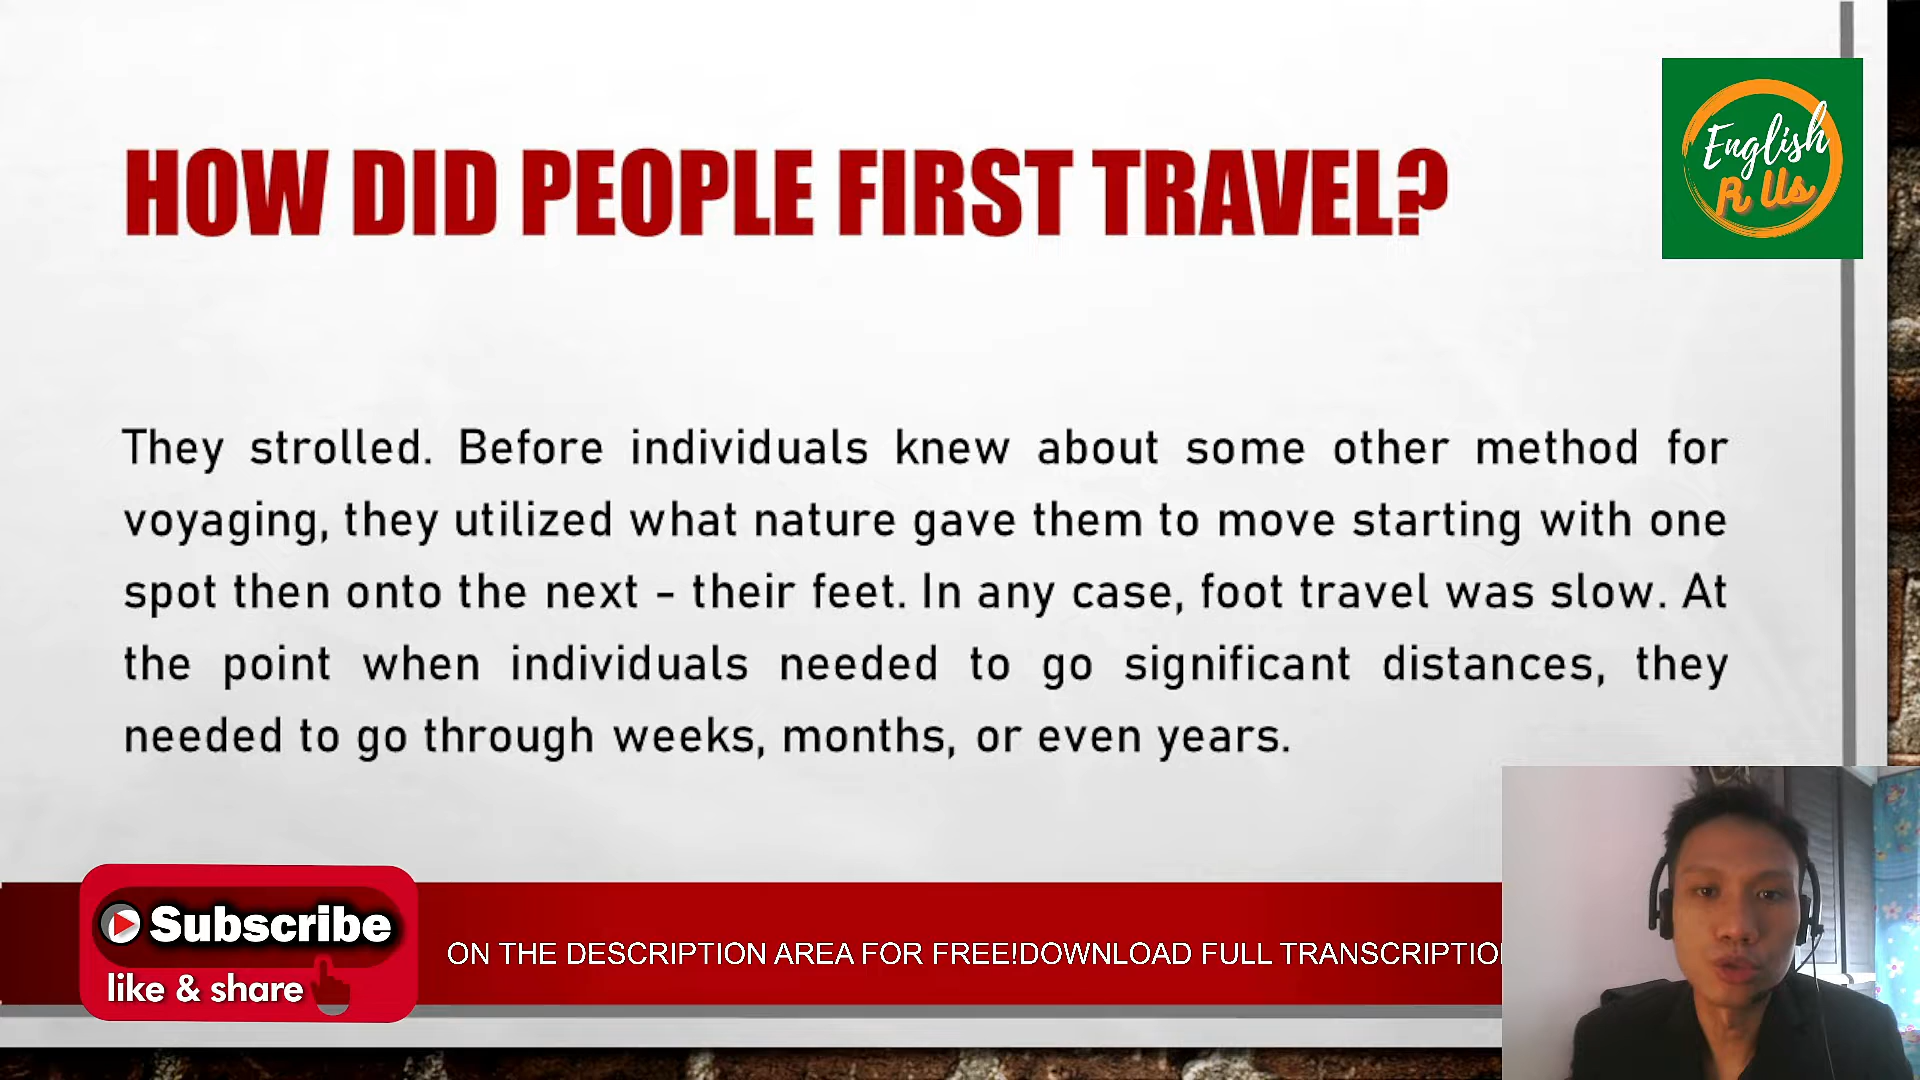 English
R Us
HOW DID PEOPLE FIRST TRAVEL?
They strolled. Before individuals knew about some other method for
voyaging, they utilized what nature gave them to move starting with one
spot then onto the next - their feet. In any case, foot travel was slow. At
the point when individuals needed to go significant distances, they
needed to go through weeks, months, or even years.
Subscribe
like & share
ON THE DESCRIPTION AREA FOR FREE!DOWNLOAD FULL TRANSCRIPTIO